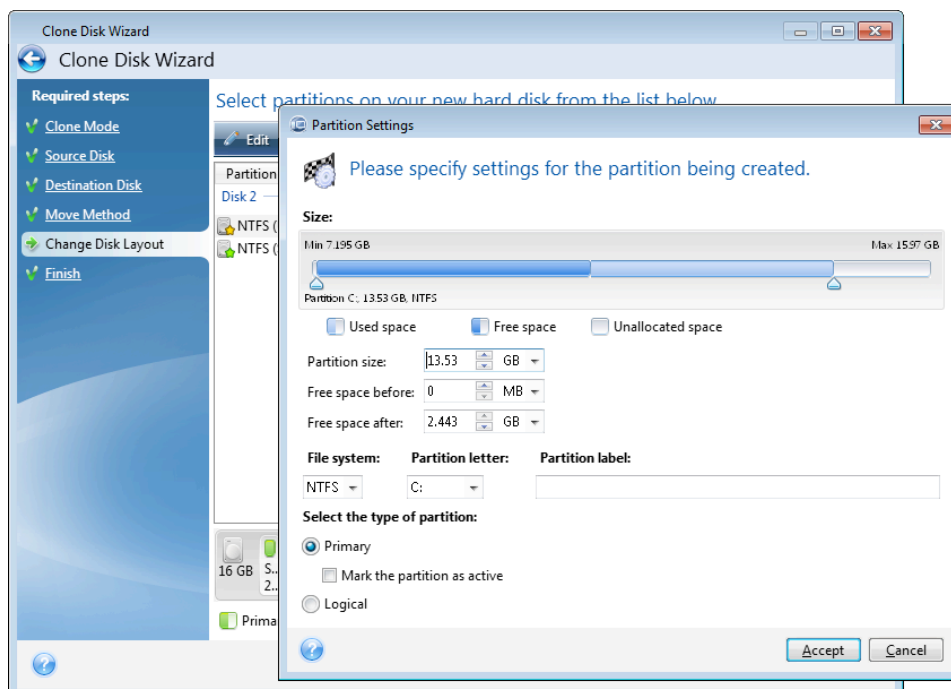 Clone Disk Wizard
Clone Disk Wizard
Required steps:
Clone Mode
Source Disk
Destination Disk
Move Method
Change Disk Layout
Finish
Select partitions on your new hard disk from the list below
Edit
Partition
Disk 2
NTFS (
NTFS (
16 GB S...
2...
Prima
Partition Settings
Please specify settings for the partition being created.
Size:
Min 7.195 GB Max 15.97 GB
Partition C:, 13.53 GB, NTFS
Used space Free space Unallocated space
Partition size: 13.53 GB
Free space before: 0 MB
Free space after: 2.443 GB
File system: Partition letter: Partition label:
NTFS C:
Select the type of partition:
Primary
Mark the partition as active
Logical
Accept Cancel